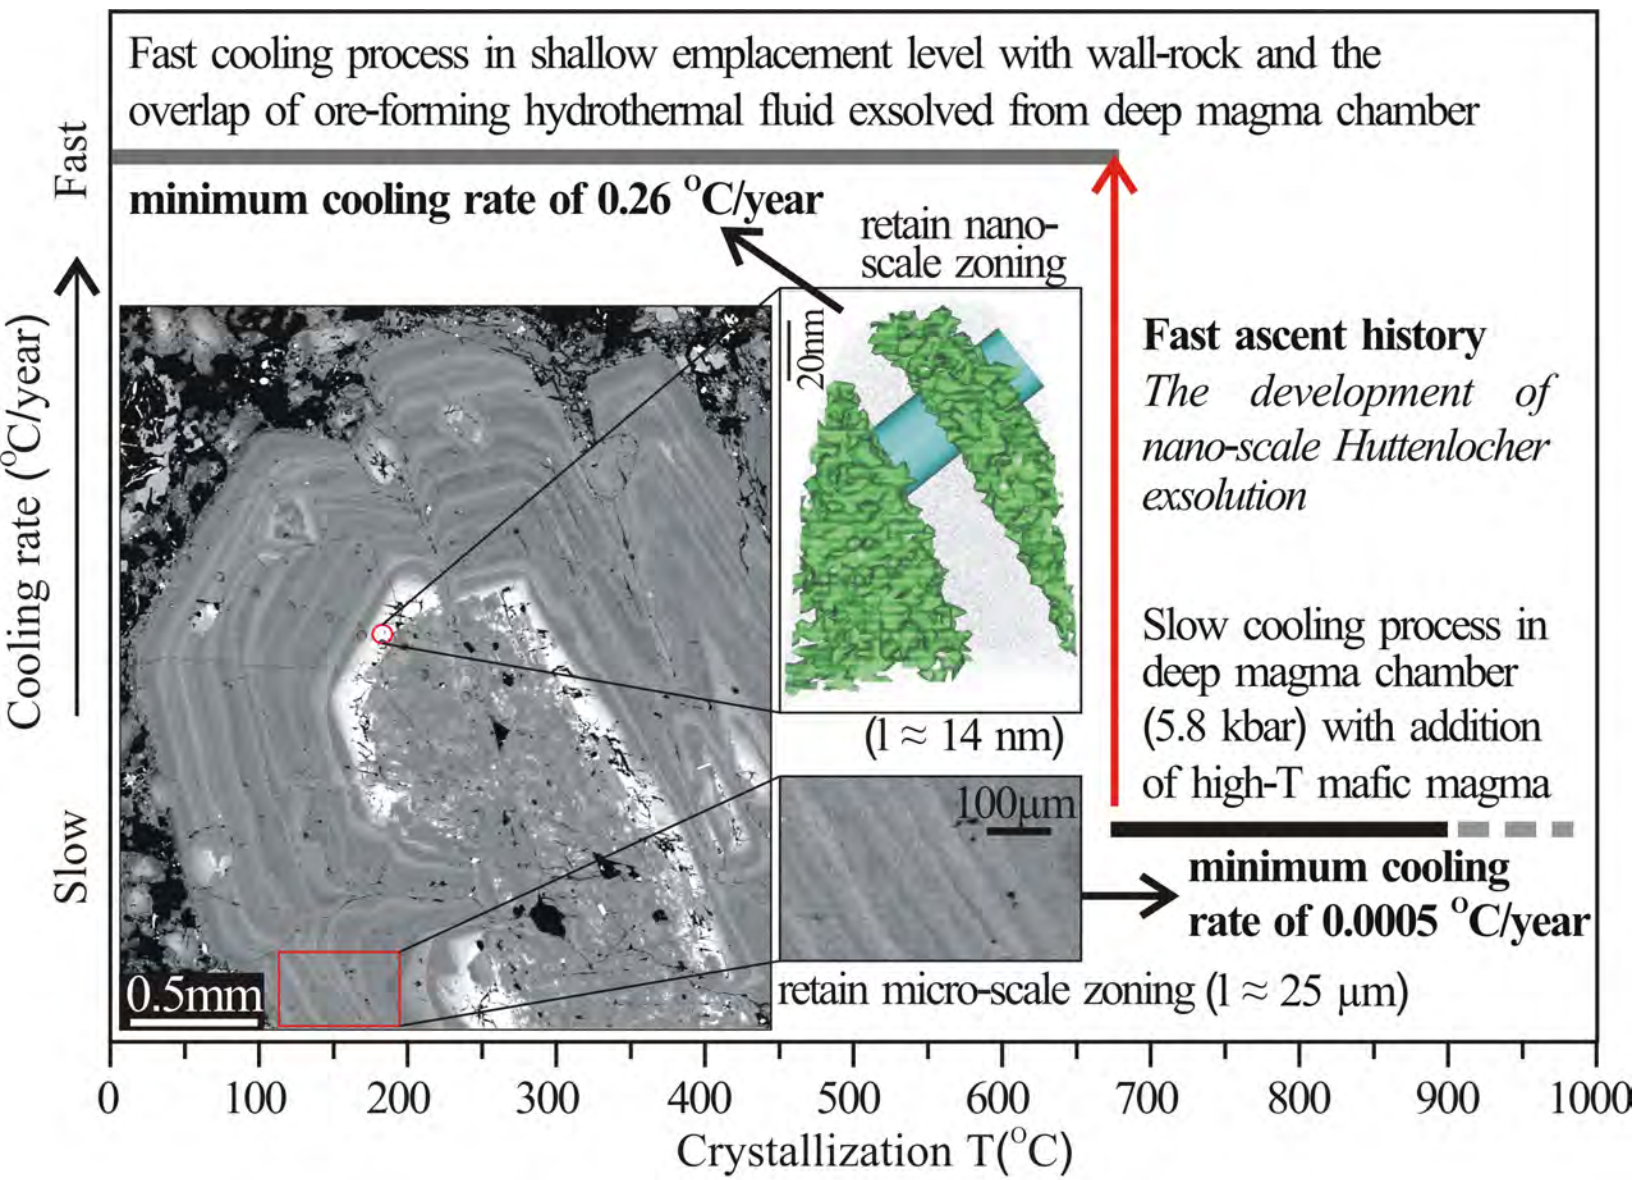 Fast cooling process in shallow emplacement level with wall-rock and the
overlap of ore-forming hydrothermal fluid exsolved from deep magma chamber
minimum cooling rate of 0.26 °C/year
retain nano-
scale zoning
20nm
(l ≈ 14 nm)
Fast ascent history
The development of
nano-scale Huttenlocher
exsolution
Slow cooling process in
deep magma chamber
(5.8 kbar) with addition
of high-T mafic magma
100μm
minimum cooling
rate of 0.0005 °C/year
retain micro-scale zoning (l ≈ 25 μm)
0.5mm
Fast
Slow
Cooling rate (°C/year)
0 100 200 300 400 500 600 700 800 900 1000
Crystallization T(°C)